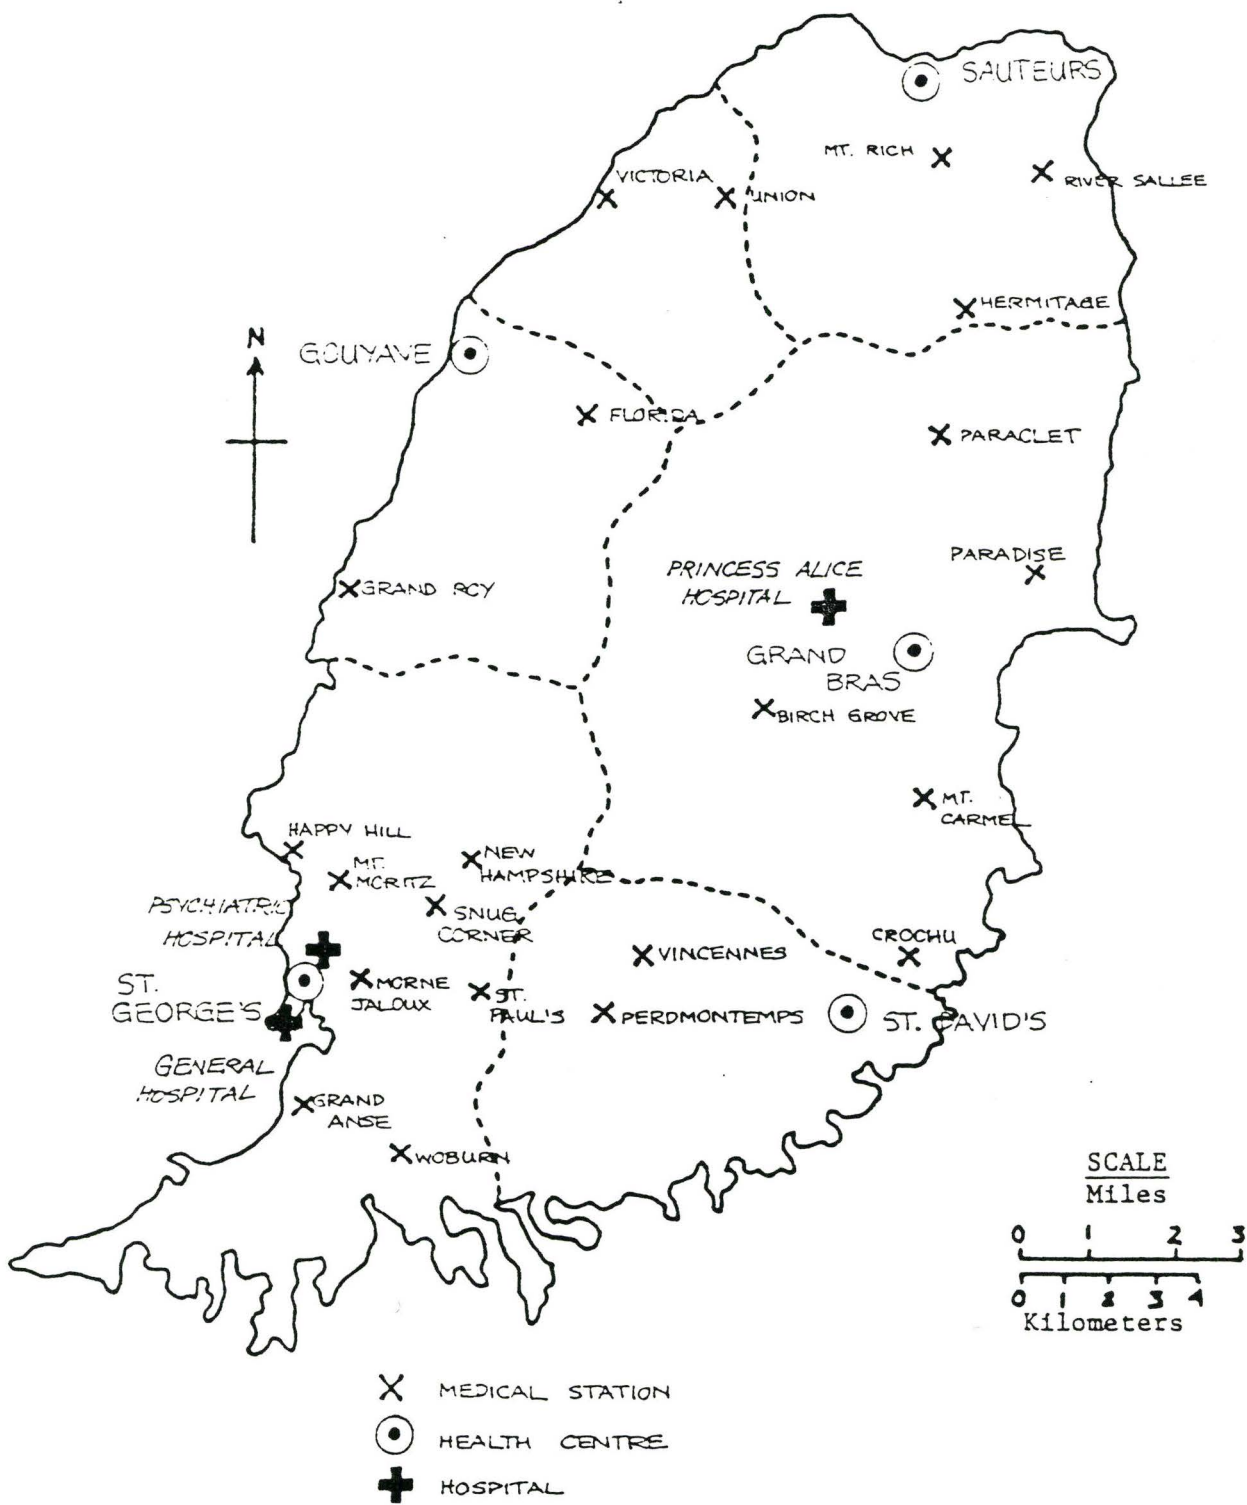 SAUTEURS
MT. RICH
RIVER SALLEE
VICTORIA
UNION
HERMITAGE
N
GOUYAVE
FLORIDA
PARACLET
PARADISE
PRINCESS ALICE
HOSPITAL
GRAND ROY
GRAND
BRAS
BIRCH GROVE
MT.
CARMEL
HAPPY HILL
MT.
MORITZ
NEW
HAMPSHIRE
PSYCHIATRIC
HOSPITAL
SNUG
CORNER
VINCENNES
CROCHU
ST.
GEORGE'S
MORNE
JALOUX
ST.
PAUL'S
PERDMONTEMPS
ST. DAVID'S
GENERAL
HOSPITAL
GRAND
ANSE
WOBURN
SCALE
Miles
0 1 2 3
0 1 2 3 4
Kilometers
MEDICAL STATION
HEALTH CENTRE
HOSPITAL